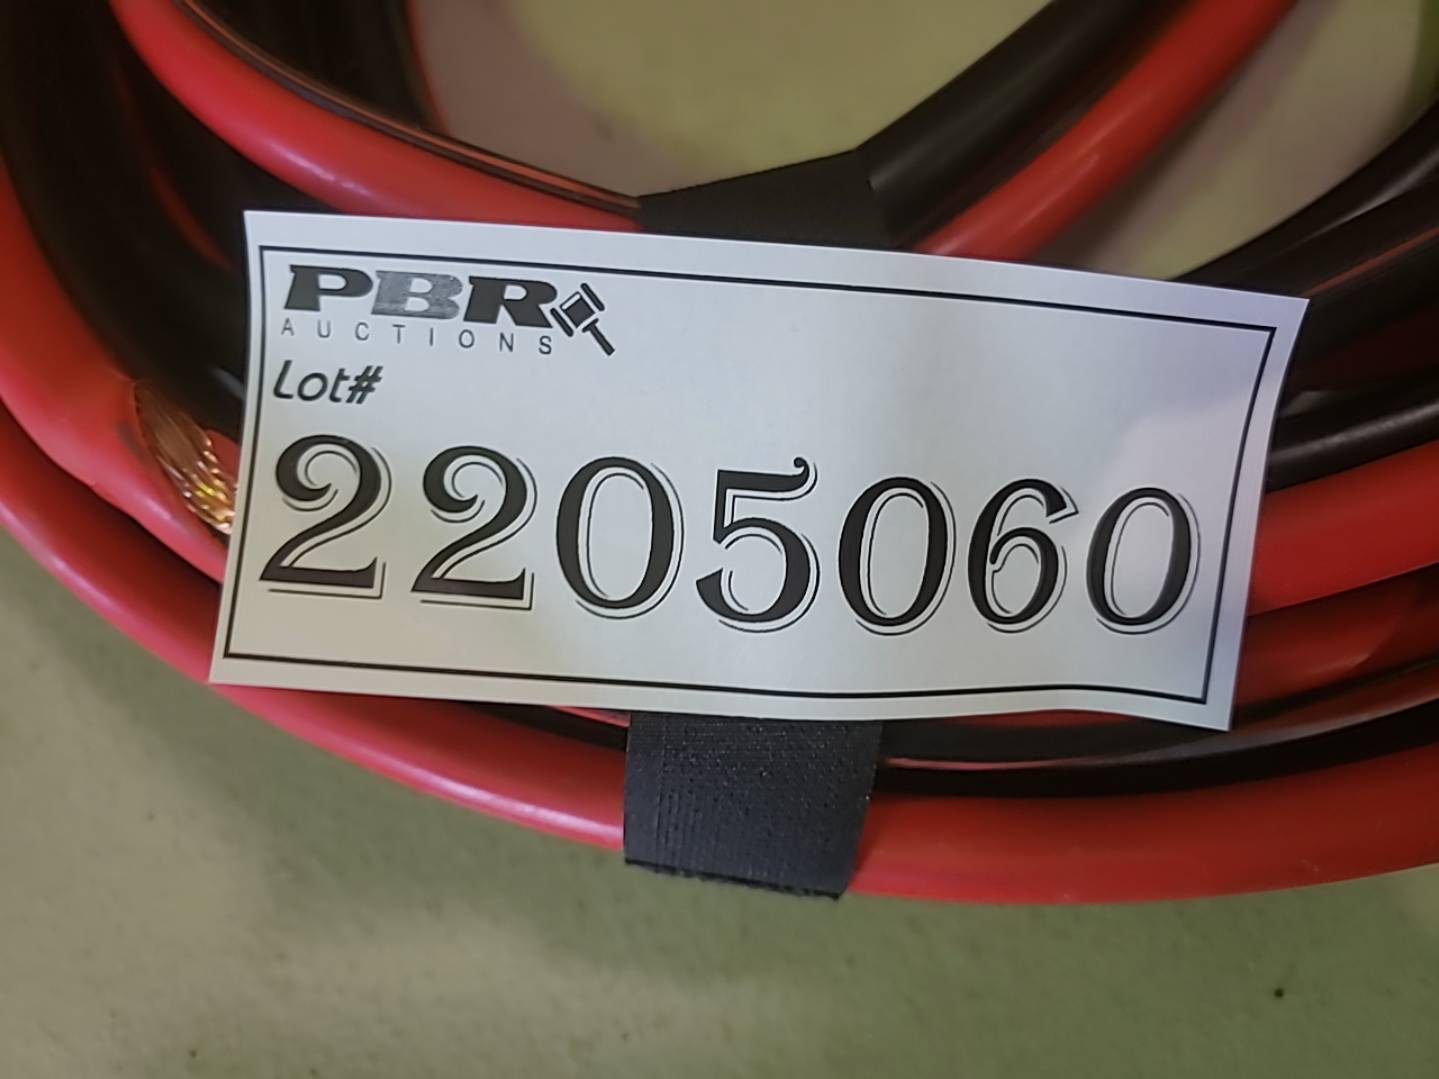 PBR
AUCTIONS
Lot#
2205060